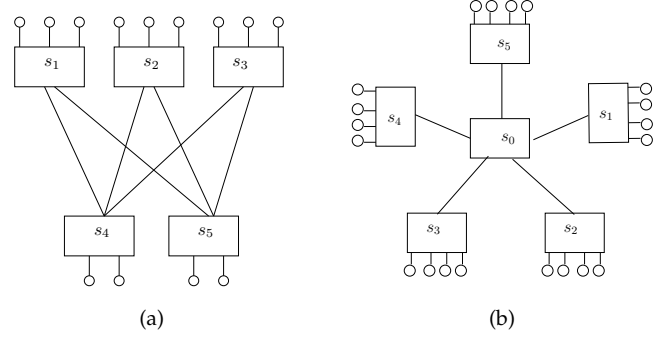 s₁ s₂ s₃
s₄ s₅
(a)
s₅
s₄ s₁
s₀
s₃ s₂
(b)